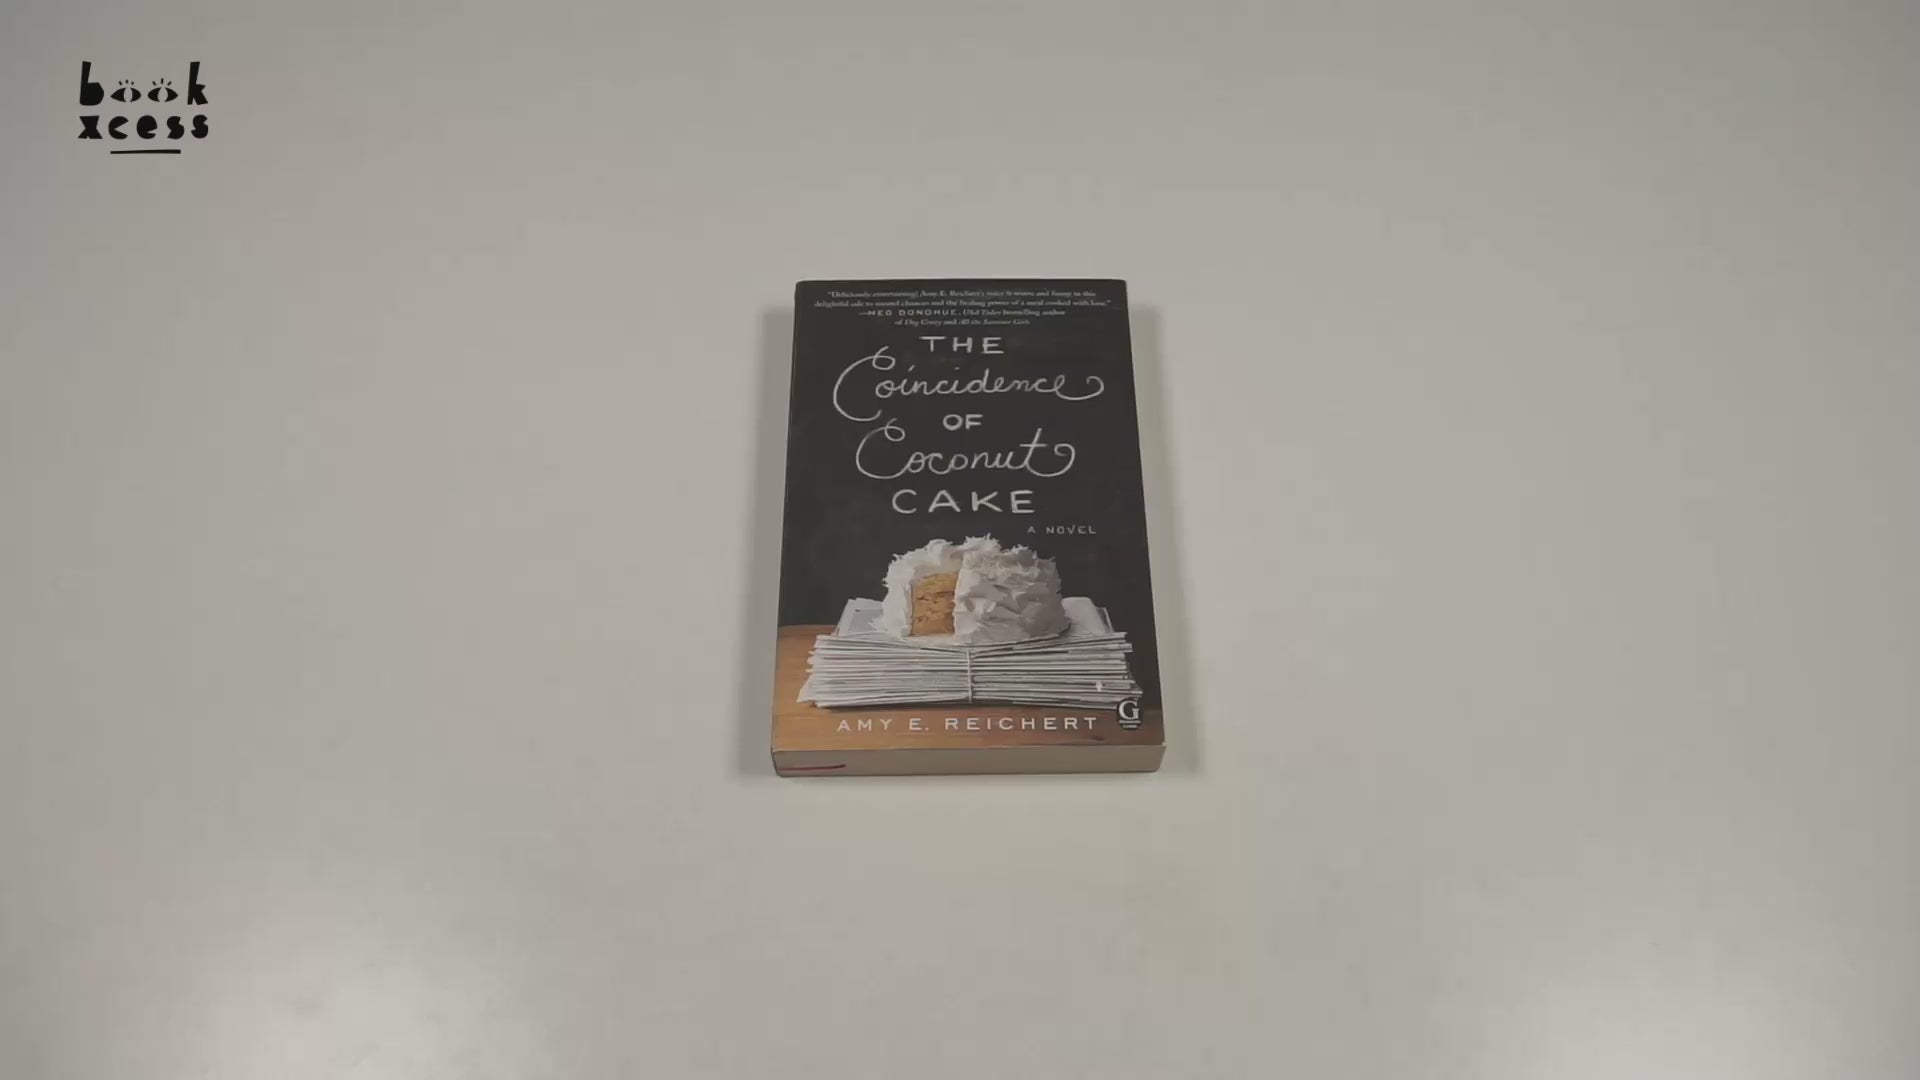 book
xcess
"Deliciously entertaining! Amy E. Reichert's voice is warm and funny in this
delightful ode to second chances and the healing power of a meal cooked with love."
—MEG DONOHUE, USA Today bestselling author
of Dog Crazy and All the Summer Girls
THE
Coincidence
OF
Coconut
CAKE
A NOVEL
G
AMY E. REICHERT